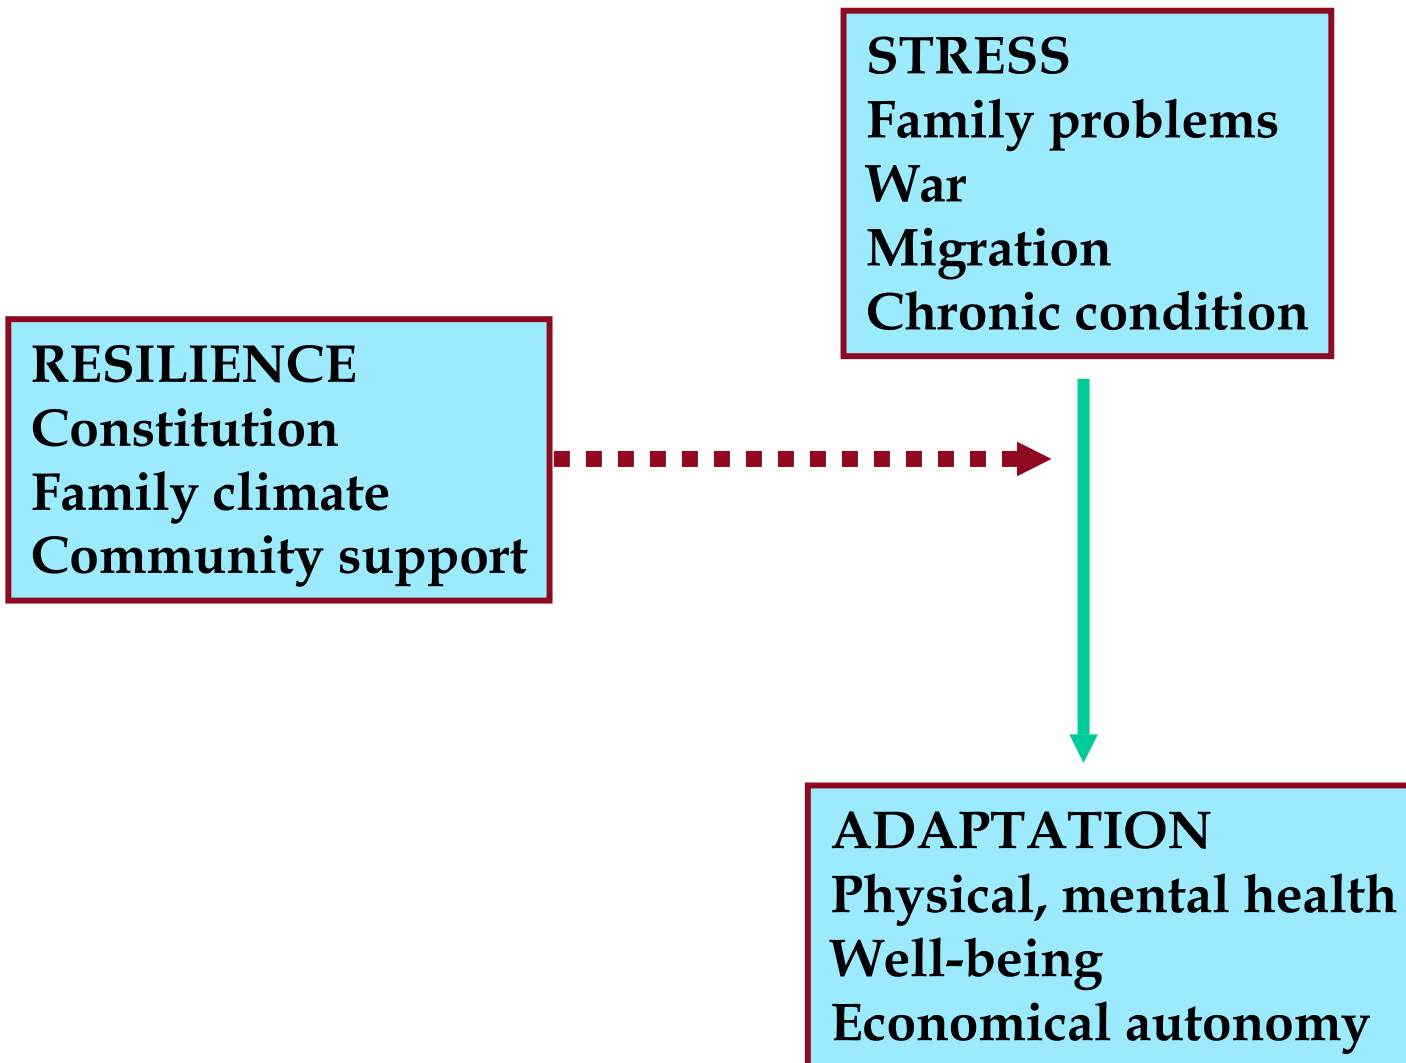 STRESS
Family problems
War
Migration
Chronic condition
RESILIENCE
Constitution
Family climate
Community support
ADAPTATION
Physical, mental health
Well-being
Economical autonomy